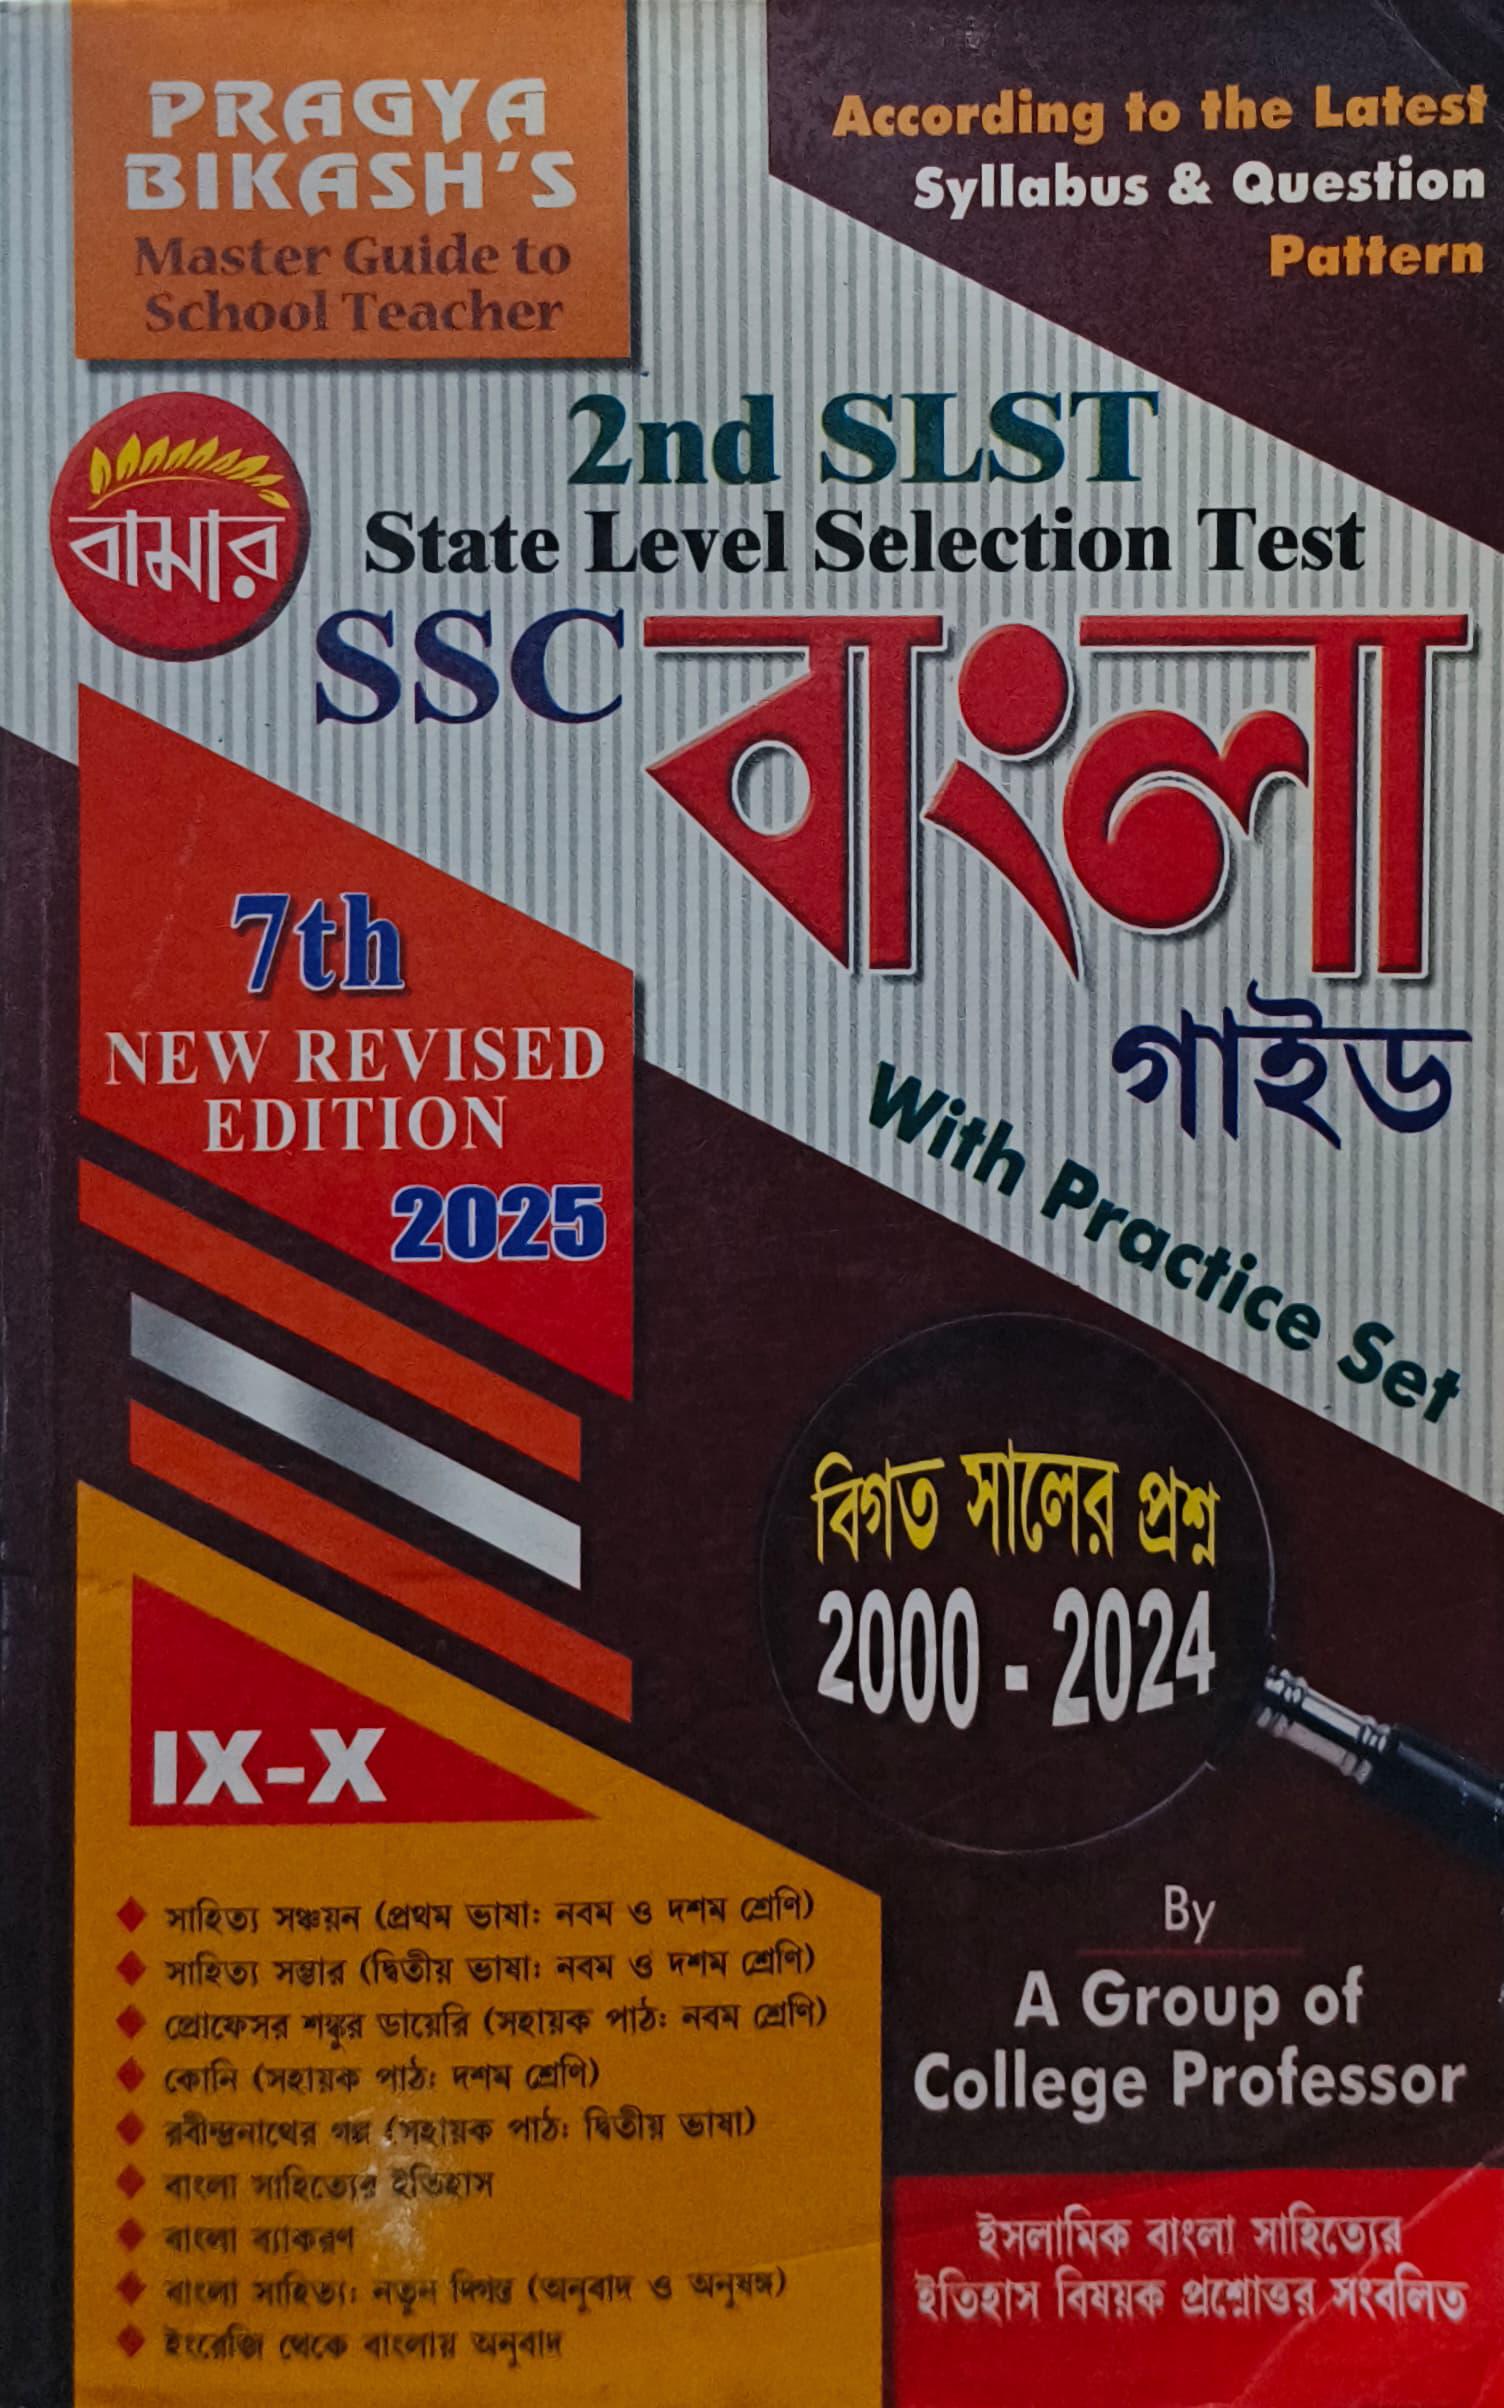 PRAGYA
BIKASH'S
Master Guide to
School Teacher
According to the Latest
Syllabus & Question
Pattern
2nd SLST
State Level Selection Test
বামার
SSC বাংলা
গাইড
With Practice Set
7th
NEW REVISED
EDITION
2025
বিগত সালের প্রশ্ন
2000 - 2024
IX-X
সাহিত্য সঞ্চয়ন (প্রথম ভাষা: নবম ও দশম শ্রেণি)
সাহিত্য সম্ভার (দ্বিতীয় ভাষা: নবম ও দশম শ্রেণি)
প্রোফেসর শঙ্কুর ডায়েরি (সহায়ক পাঠ: নবম শ্রেণি)
কোনি (সহায়ক পাঠ: দশম শ্রেণি)
রবীন্দ্রনাথের গল্প (সহায়ক পাঠ: দ্বিতীয় ভাষা)
বাংলা সাহিত্যের ইতিহাস
বাংলা ব্যাকরণ
বাংলা সাহিত্য: নতুন দিগন্ত (অনুবাদ ও অনুষঙ্গ)
ইংরেজি থেকে বাংলায় অনুবাদ
By
A Group of
College Professor
ইসলামিক বাংলা সাহিত্যের
ইতিহাস বিষয়ক প্রশ্নোত্তর সংবলিত